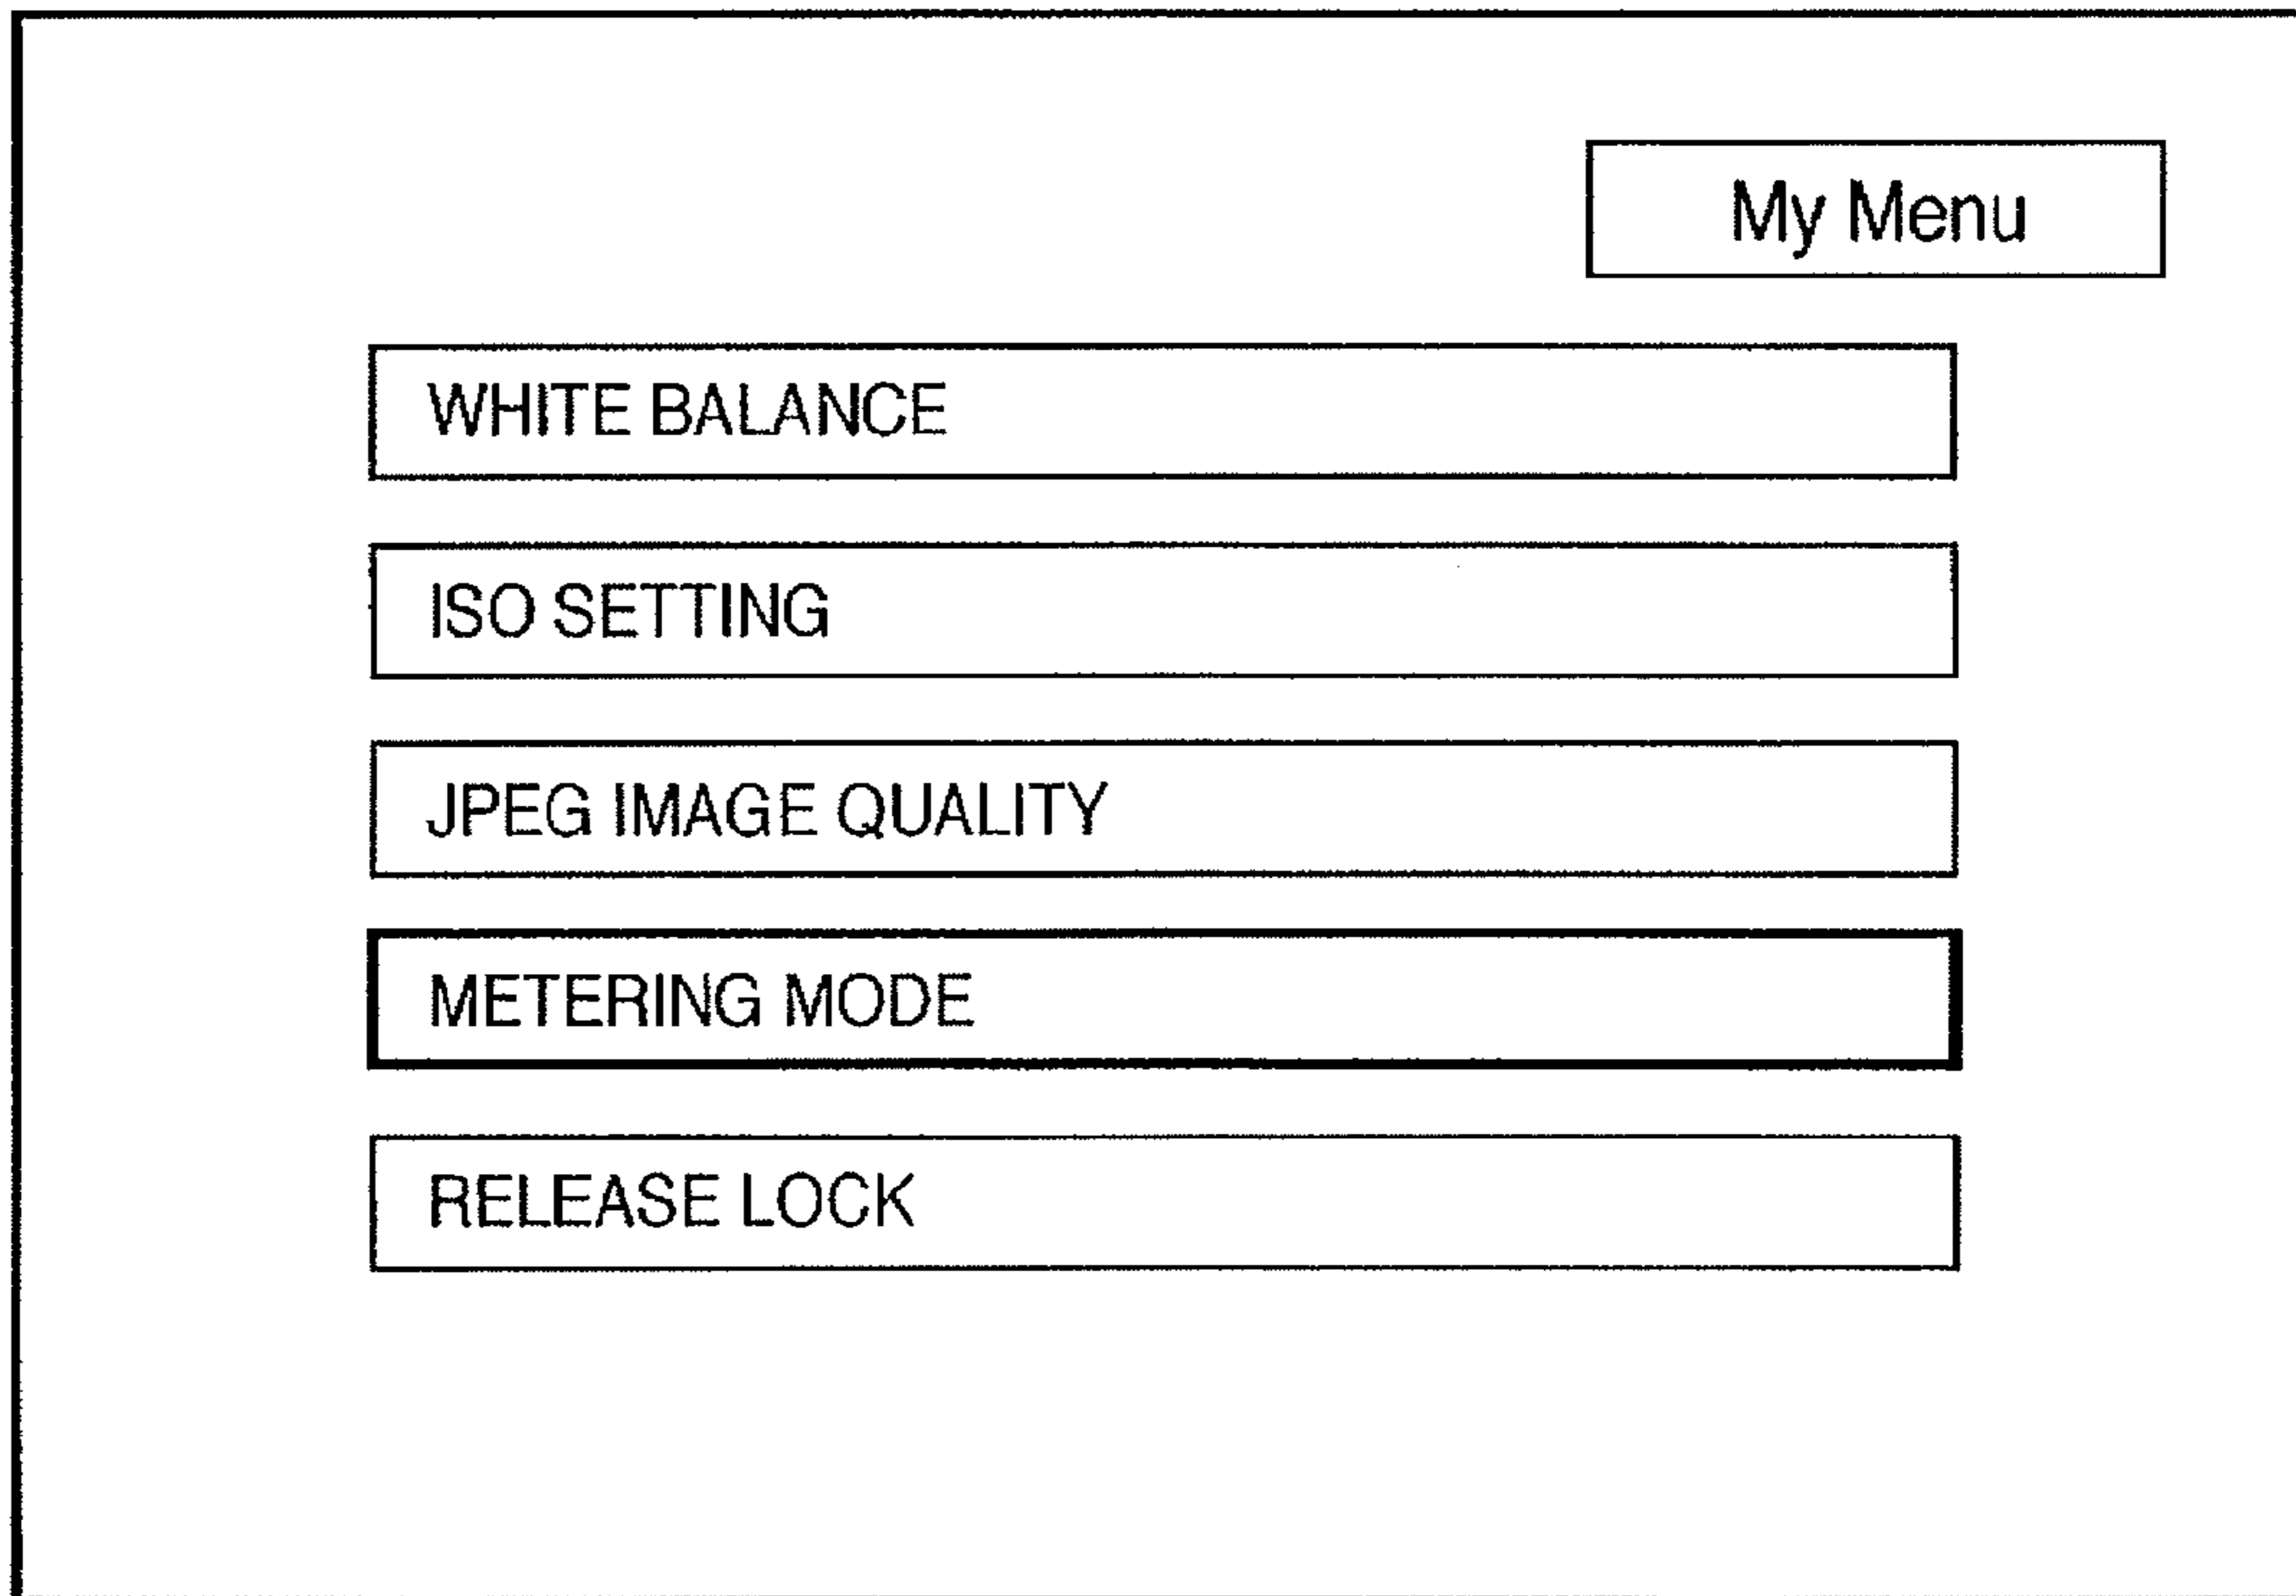 My Menu
WHITE BALANCE
ISO SETTING
JPEG IMAGE QUALITY
METERING MODE
RELEASE LOCK